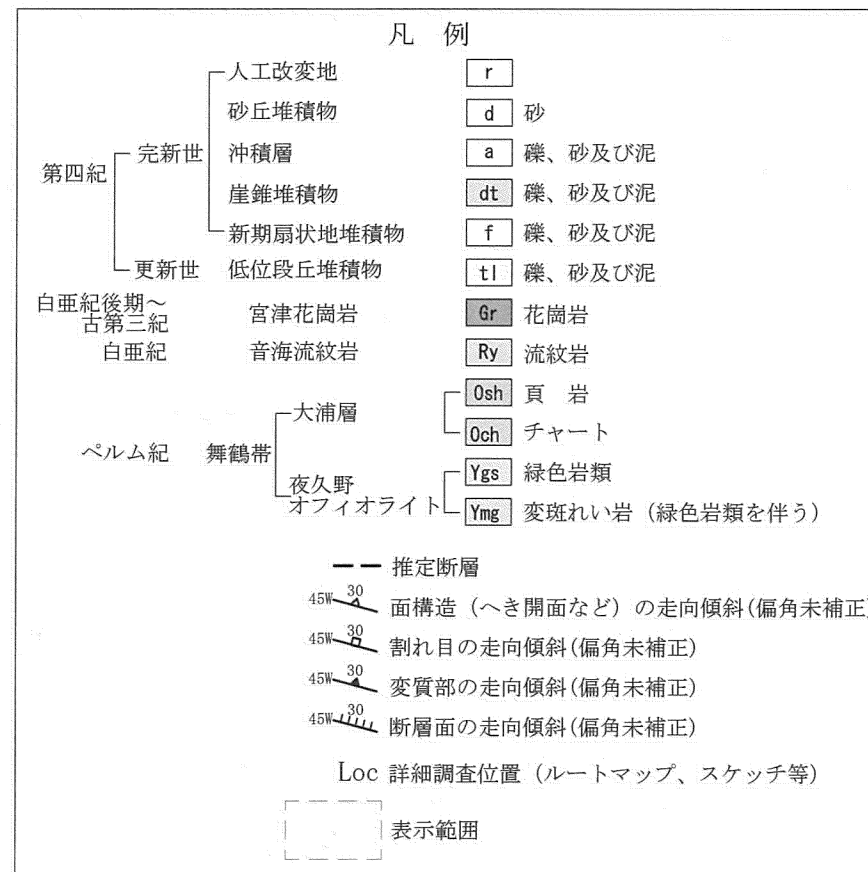 凡 例
人工改変地 r
砂丘堆積物 d 砂
第四紀 完新世 沖積層 a 礫、砂及び泥
崖錐堆積物 dt 礫、砂及び泥
新期扇状地堆積物 f 礫、砂及び泥
更新世 低位段丘堆積物 tl 礫、砂及び泥
白亜紀後期～
古第三紀 宮津花崗岩 Gr 花崗岩
白亜紀 音海流紋岩 Ry 流紋岩
大浦層 Osh 頁 岩
Och チャート
ペルム紀 舞鶴帯
夜久野
オフィオライト Ygs 緑色岩類
Ymg 変斑れい岩（緑色岩類を伴う）
推定断層
45W 30 面構造（へき開面など）の走向傾斜(偏角未補正)
45W 30 割れ目の走向傾斜(偏角未補正)
45W 30 変質部の走向傾斜(偏角未補正)
45W 30 断層面の走向傾斜(偏角未補正)
Loc 詳細調査位置（ルートマップ、スケッチ等）
表示範囲